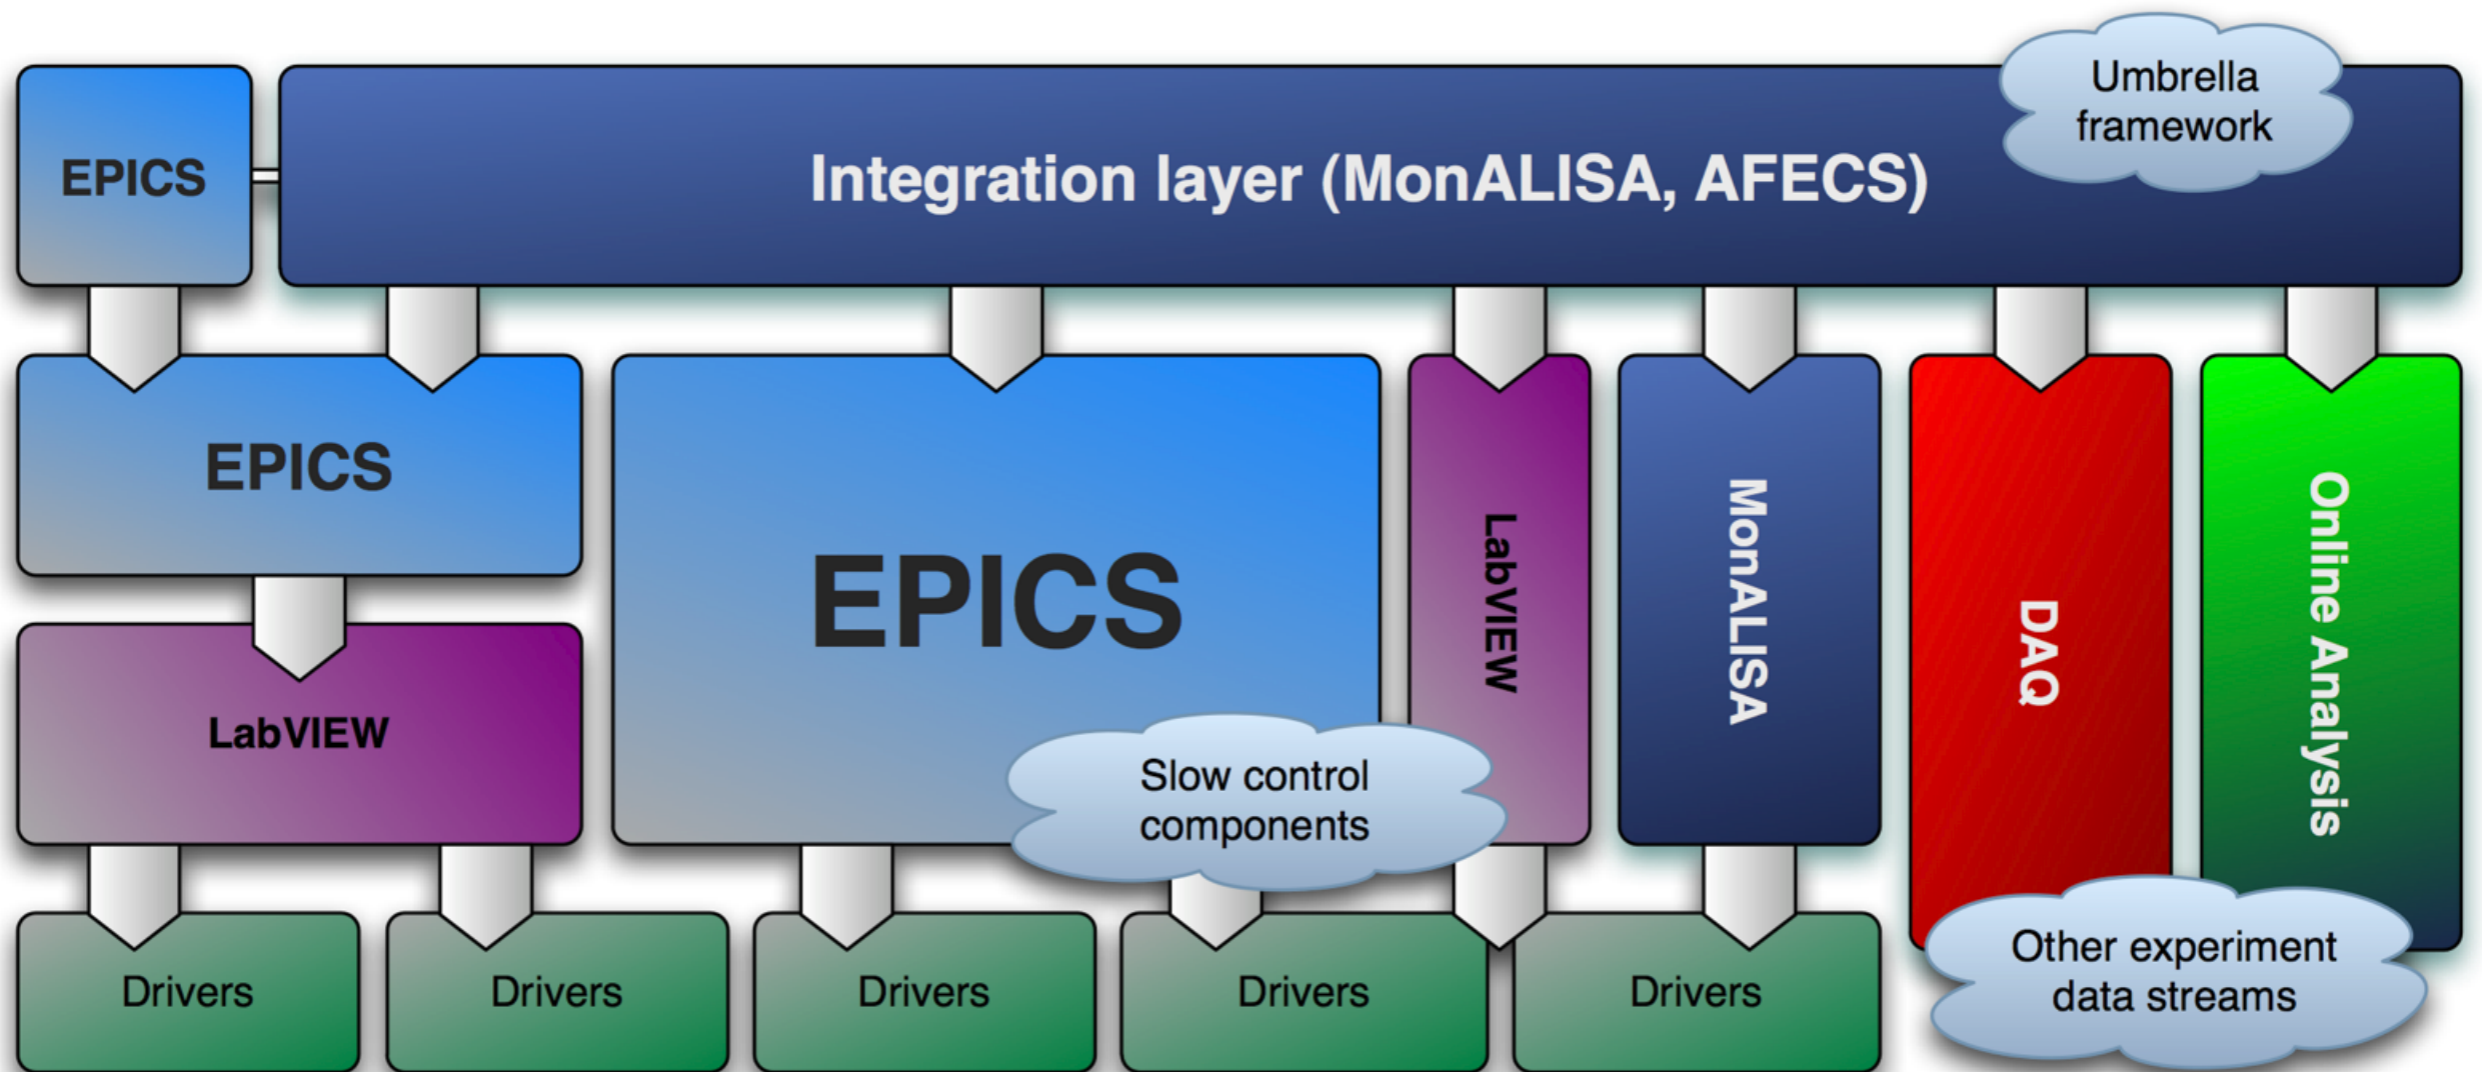 Umbrella
framework
EPICS
Integration layer (MonALISA, AFECS)
EPICS
EPICS
LabVIEW
MonALISA
DAQ
Online Analysis
LabVIEW
Slow control
components
Other experiment
data streams
Drivers
Drivers
Drivers
Drivers
Drivers